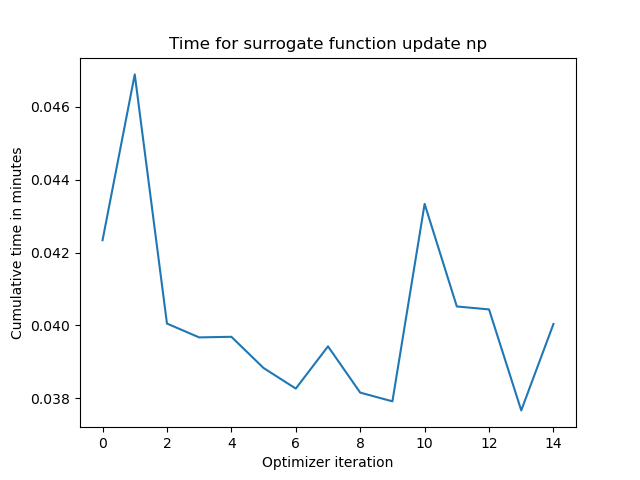 Time for surrogate function update np
Cumulative time in minutes
0.046
0.044
0.042
0.040
0.038
0 2 4 6 8 10 12 14
Optimizer iteration